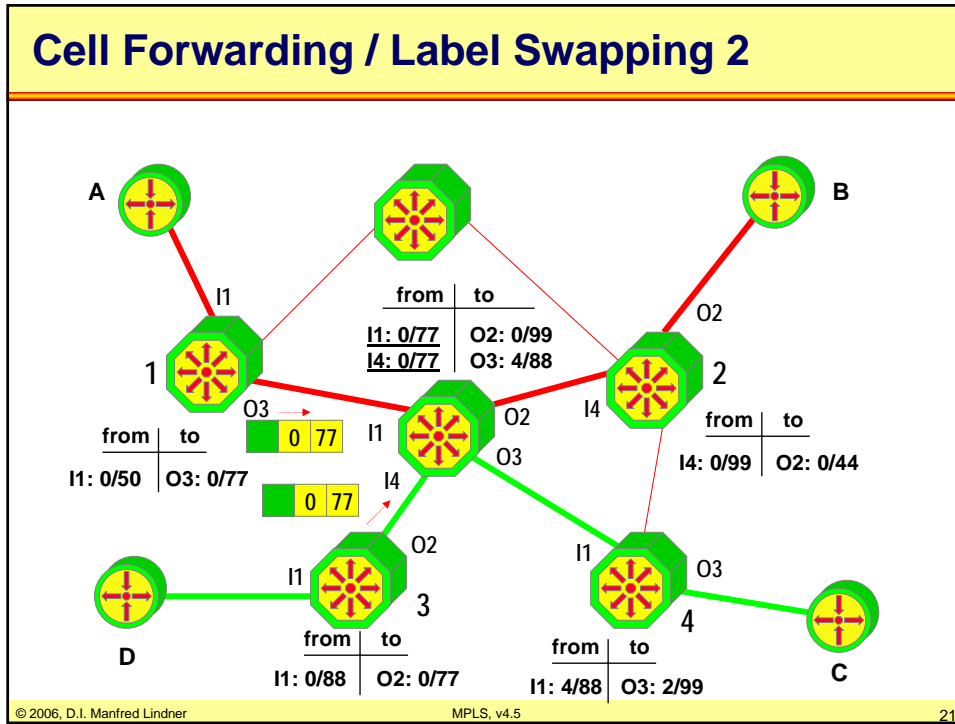 Cell Forwarding / Label Swapping 2
A
B
I1
from to
I1: 0/77 O2: 0/99
I4: 0/77 O3: 4/88
O2
1
2
O3
0 77
I1
O2
I4
O3
from to
I1: 0/50 O3: 0/77
from to
I4: 0/99 O2: 0/44
I4
0 77
O2
I1
3
I1
O3
4
D
from to
I1: 0/88 O2: 0/77
from to
I1: 4/88 O3: 2/99
C
© 2006, D.I. Manfred Lindner
MPLS, v4.5
21